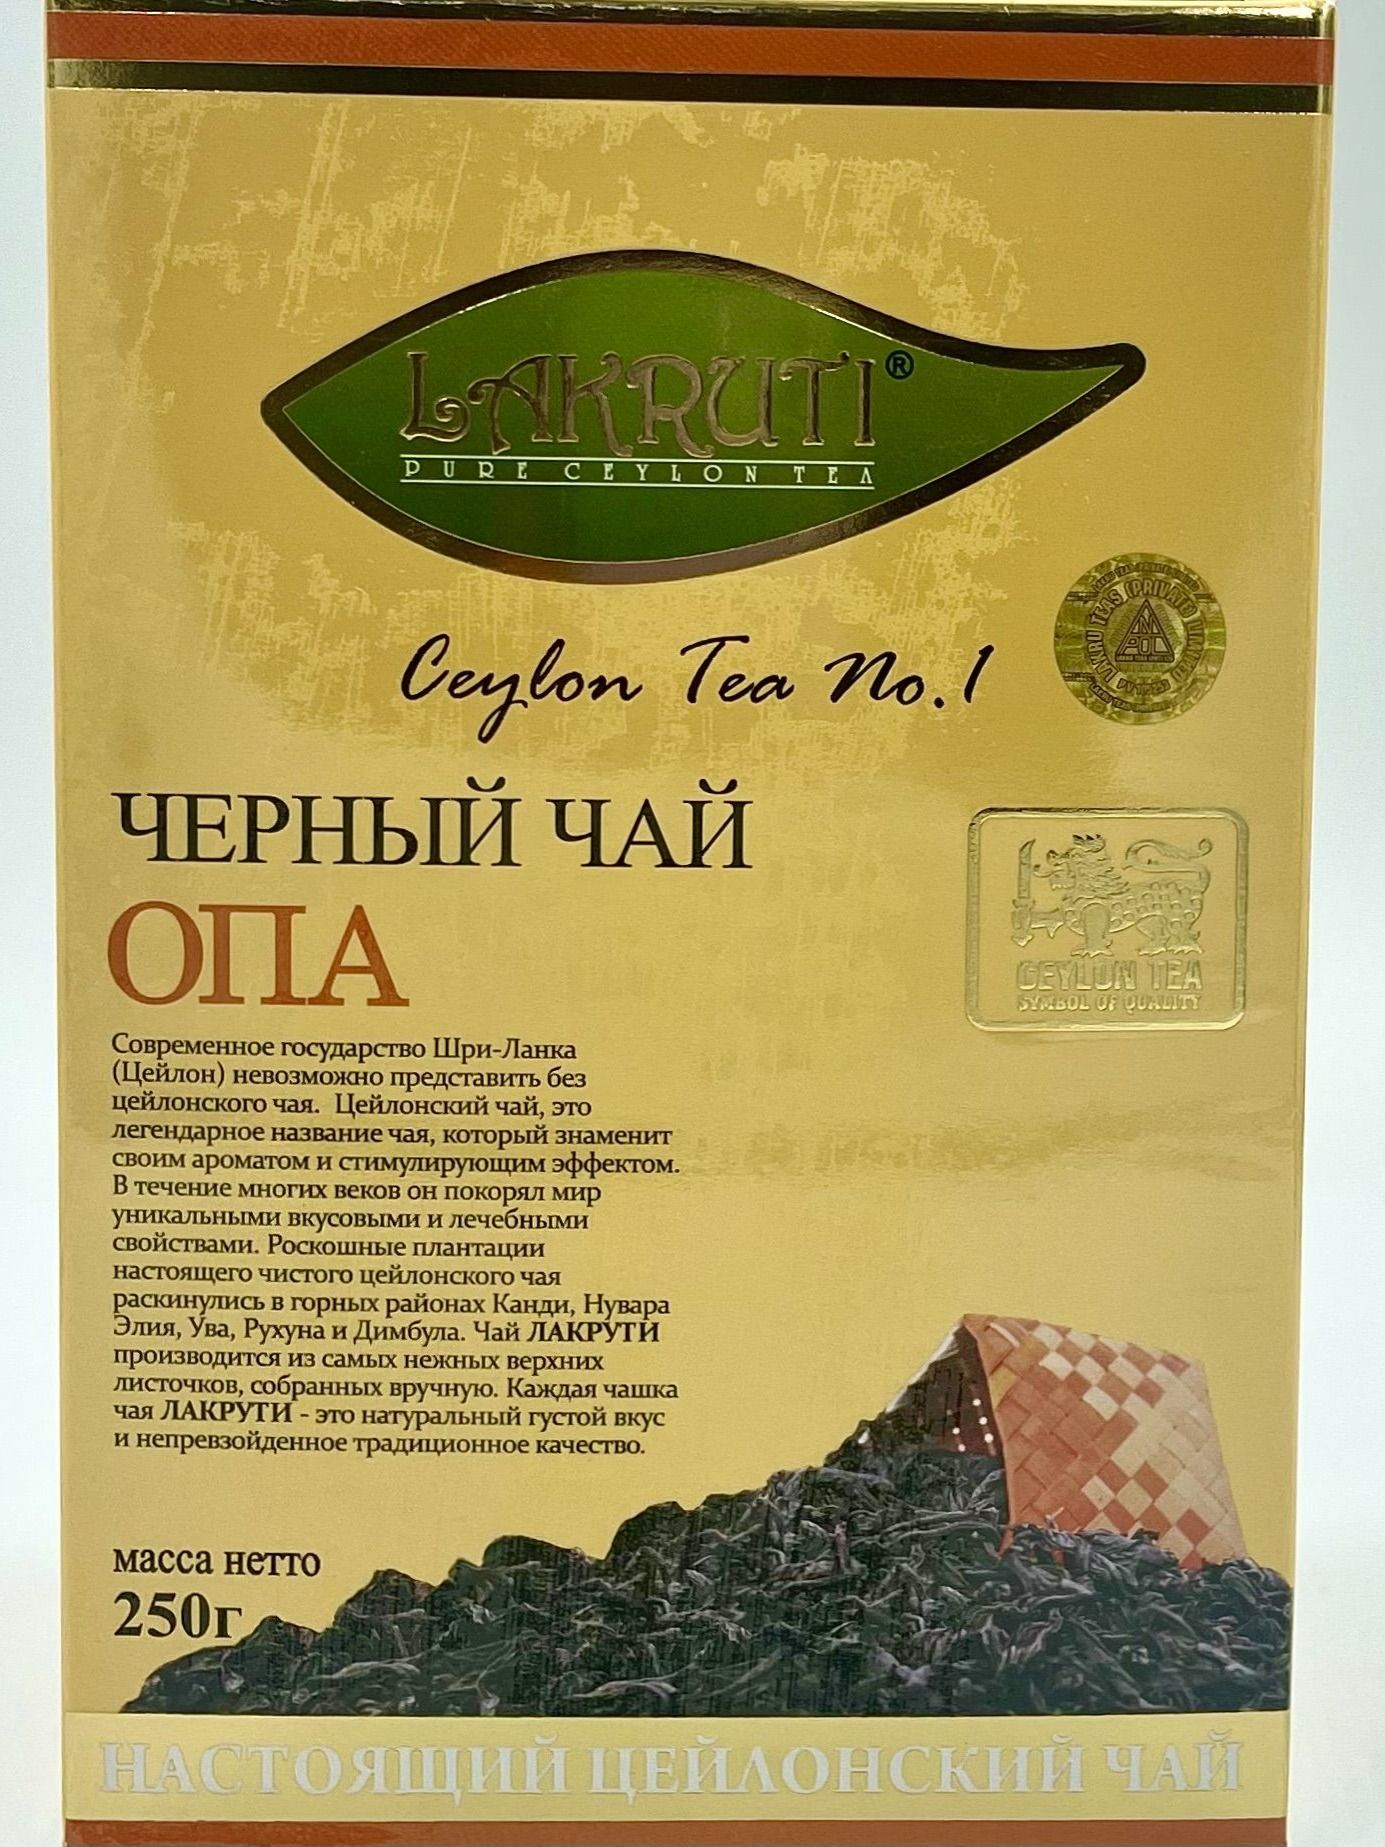 LAKRUTI®
PURE CEYLON TEA
Ceylon Tea No.1
LAKRU TEAS (PRIVATE) LIMITED
ЧЕРНЫЙ ЧАЙ
ОПА
CEYLON TEA
SYMBOL OF QUALITY
Современное государство Шри-Ланка
(Цейлон) невозможно представить без
цейлонского чая. Цейлонский чай, это
легендарное название чая, который знаменит
своим ароматом и стимулирующим эффектом.
В течение многих веков он покорял мир
уникальными вкусовыми и лечебными
свойствами. Роскошные плантации
настоящего чистого цейлонского чая
раскинулись в горных районах Канди, Нувара
Элия, Ува, Рухуна и Димбула. Чай ЛАКРУТИ
производится из самых нежных верхних
листочков, собранных вручную. Каждая чашка
чая ЛАКРУТИ - это натуральный густой вкус
и непревзойденное традиционное качество.
масса нетто
250г
НАСТОЯЩИЙ ЦЕЙЛОНСКИЙ ЧАЙ